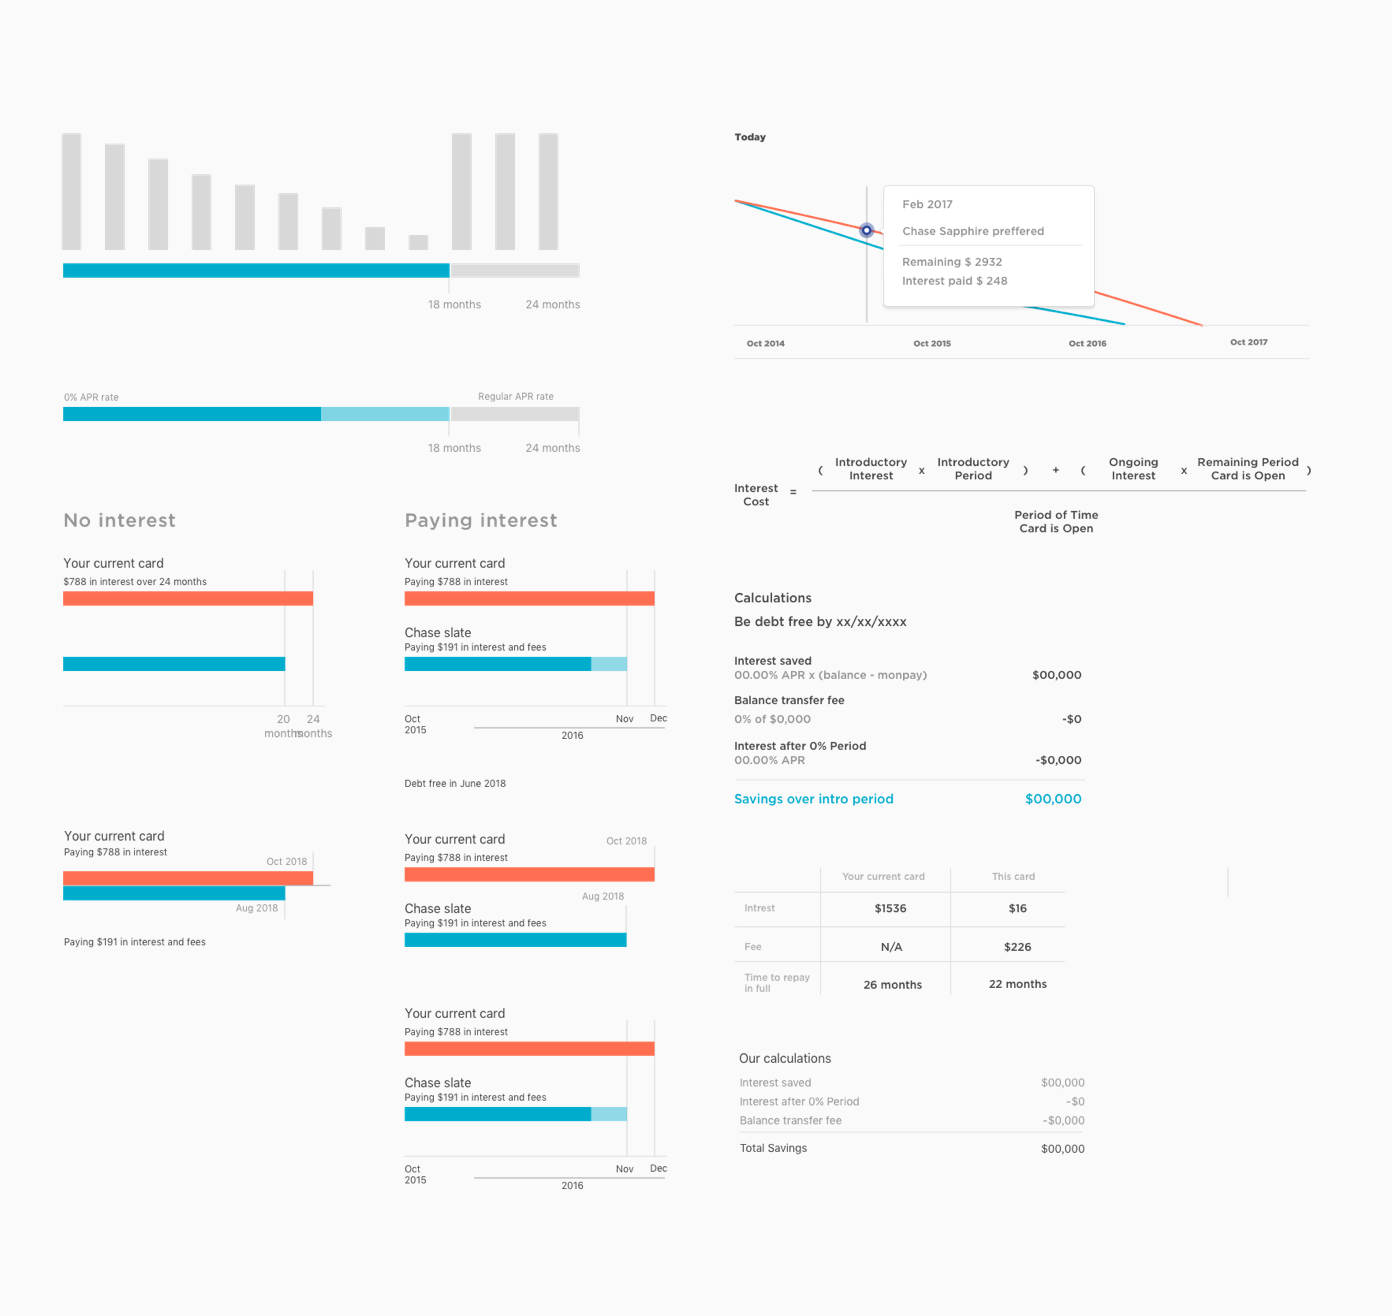 18 months
24 months
0% APR rate
Regular APR rate
18 months
24 months
No interest
Your current card
$788 in interest over 24 months
20
months
24
months
Your current card
Paying $788 in interest
Oct 2018
Aug 2018
Paying $191 in interest and fees
Paying interest
Your current card
Paying $788 in interest
Chase slate
Paying $191 in interest and fees
Oct
2015
Nov
Dec
2016
Debt free in June 2018
Your current card
Oct 2018
Paying $788 in interest
Aug 2018
Chase slate
Paying $191 in interest and fees
Your current card
Paying $788 in interest
Chase slate
Paying $191 in interest and fees
Oct
2015
Nov
Dec
2016
Today
Feb 2017
Chase Sapphire preffered
Remaining $ 2932
Interest paid $ 248
Oct 2014
Oct 2015
Oct 2016
Oct 2017
Interest
Cost
=
(
Introductory
Interest
x
Introductory
Period
)
+
(
Ongoing
Interest
x
Remaining Period
Card is Open
)
Period of Time
Card is Open
Calculations
Be debt free by xx/xx/xxxx
Interest saved
00.00% APR x (balance - monpay) $00,000
Balance transfer fee
0% of $0,000 -$0
Interest after 0% Period
00.00% APR -$0,000
Savings over intro period $00,000
Your current card This card
Intrest $1536 $16
Fee N/A $226
Time to repay
in full
26 months 22 months
Our calculations
Interest saved $00,000
Interest after 0% Period -$0
Balance transfer fee -$0,000
Total Savings $00,000